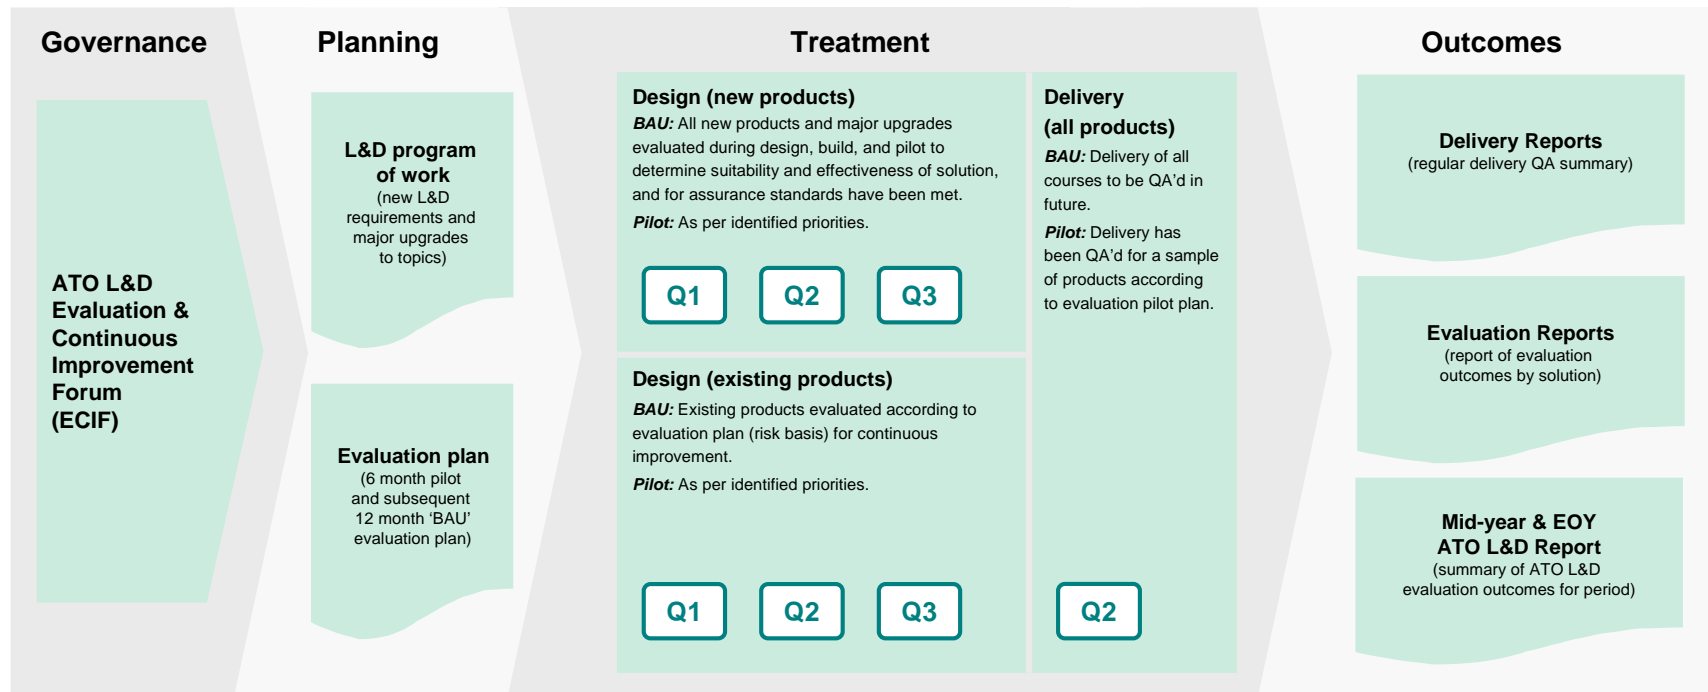 Governance
Planning
Treatment
Outcomes
ATO L&D
Evaluation &
Continuous
Improvement
Forum
(ECIF)
L&D program
of work
(new L&D
requirements and
major upgrades
to topics)
Evaluation plan
(6 month pilot
and subsequent
12 month ‘BAU’
evaluation plan)
Design (new products)
BAU: All new products and major upgrades
evaluated during design, build, and pilot to
determine suitability and effectiveness of solution,
and for assurance standards have been met.
Pilot: As per identified priorities.
Q1
Q2
Q3
Design (existing products)
BAU: Existing products evaluated according to
evaluation plan (risk basis) for continuous
improvement.
Pilot: As per identified priorities.
Q1
Q2
Q3
Delivery
(all products)
BAU: Delivery of all
courses to be QA’d in
future.
Pilot: Delivery has
been QA’d for a sample
of products according
to evaluation pilot plan.
Q2
Delivery Reports
(regular delivery QA summary)
Evaluation Reports
(report of evaluation
outcomes by solution)
Mid-year & EOY
ATO L&D Report
(summary of ATO L&D
evaluation outcomes for period)